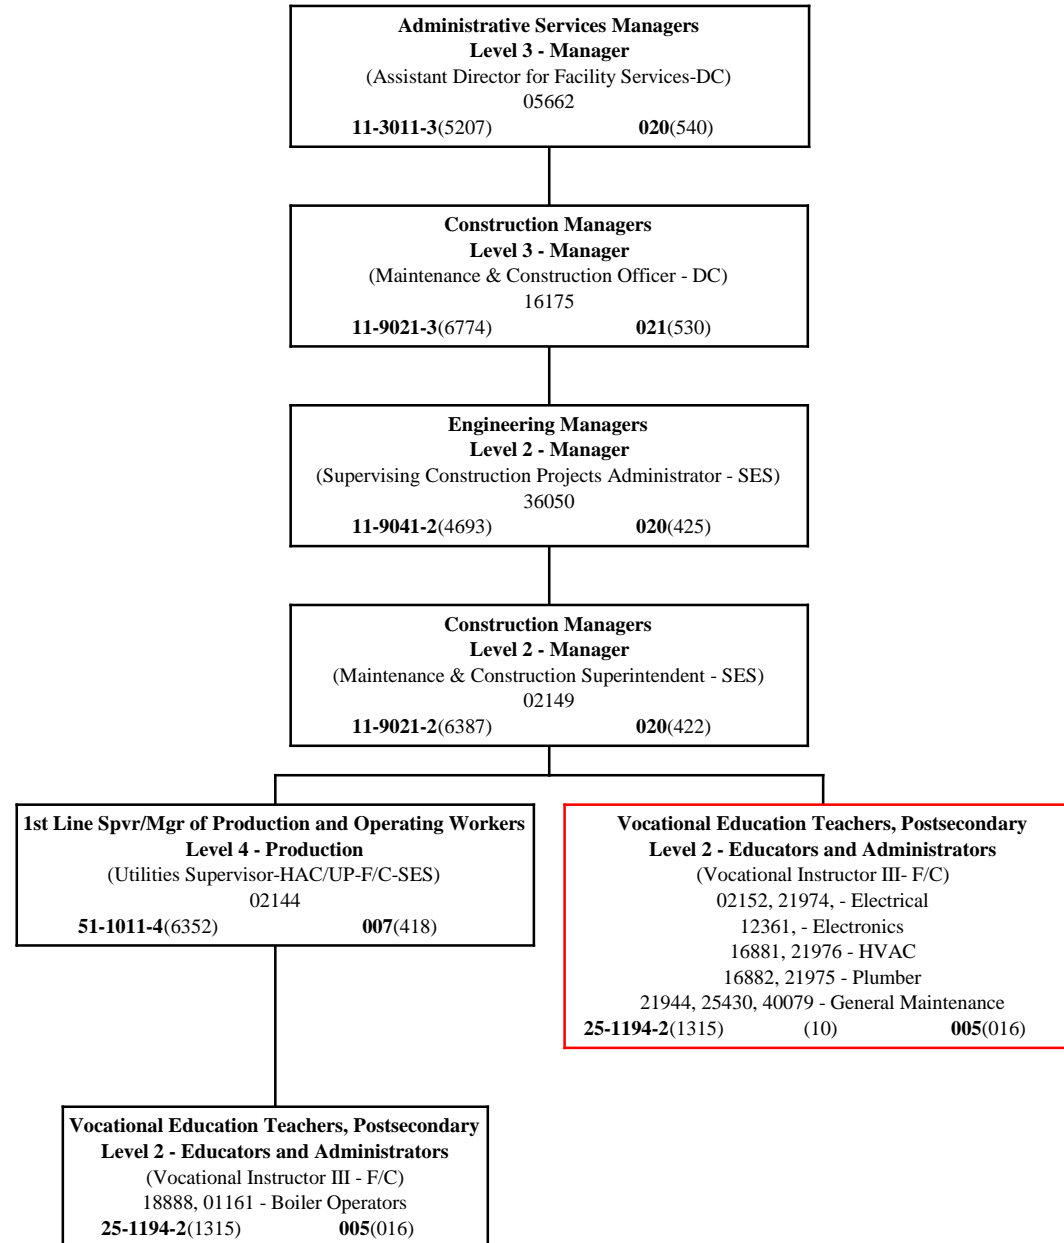 Administrative Services Managers
Level 3 - Manager
(Assistant Director for Facility Services-DC)
05662
11-3011-3(5207) 020(540)
Construction Managers
Level 3 - Manager
(Maintenance & Construction Officer - DC)
16175
11-9021-3(6774) 021(530)
Engineering Managers
Level 2 - Manager
(Supervising Construction Projects Administrator - SES)
36050
11-9041-2(4693) 020(425)
Construction Managers
Level 2 - Manager
(Maintenance & Construction Superintendent - SES)
02149
11-9021-2(6387) 020(422)
1st Line Spvr/Mgr of Production and Operating Workers
Level 4 - Production
(Utilities Supervisor-HAC/UP-F/C-SES)
02144
51-1011-4(6352) 007(418)
Vocational Education Teachers, Postsecondary
Level 2 - Educators and Administrators
(Vocational Instructor III- F/C)
02152, 21974, - Electrical
12361, - Electronics
16881, 21976 - HVAC
16882, 21975 - Plumber
21944, 25430, 40079 - General Maintenance
25-1194-2(1315) (10) 005(016)
Vocational Education Teachers, Postsecondary
Level 2 - Educators and Administrators
(Vocational Instructor III - F/C)
18888, 01161 - Boiler Operators
25-1194-2(1315) 005(016)